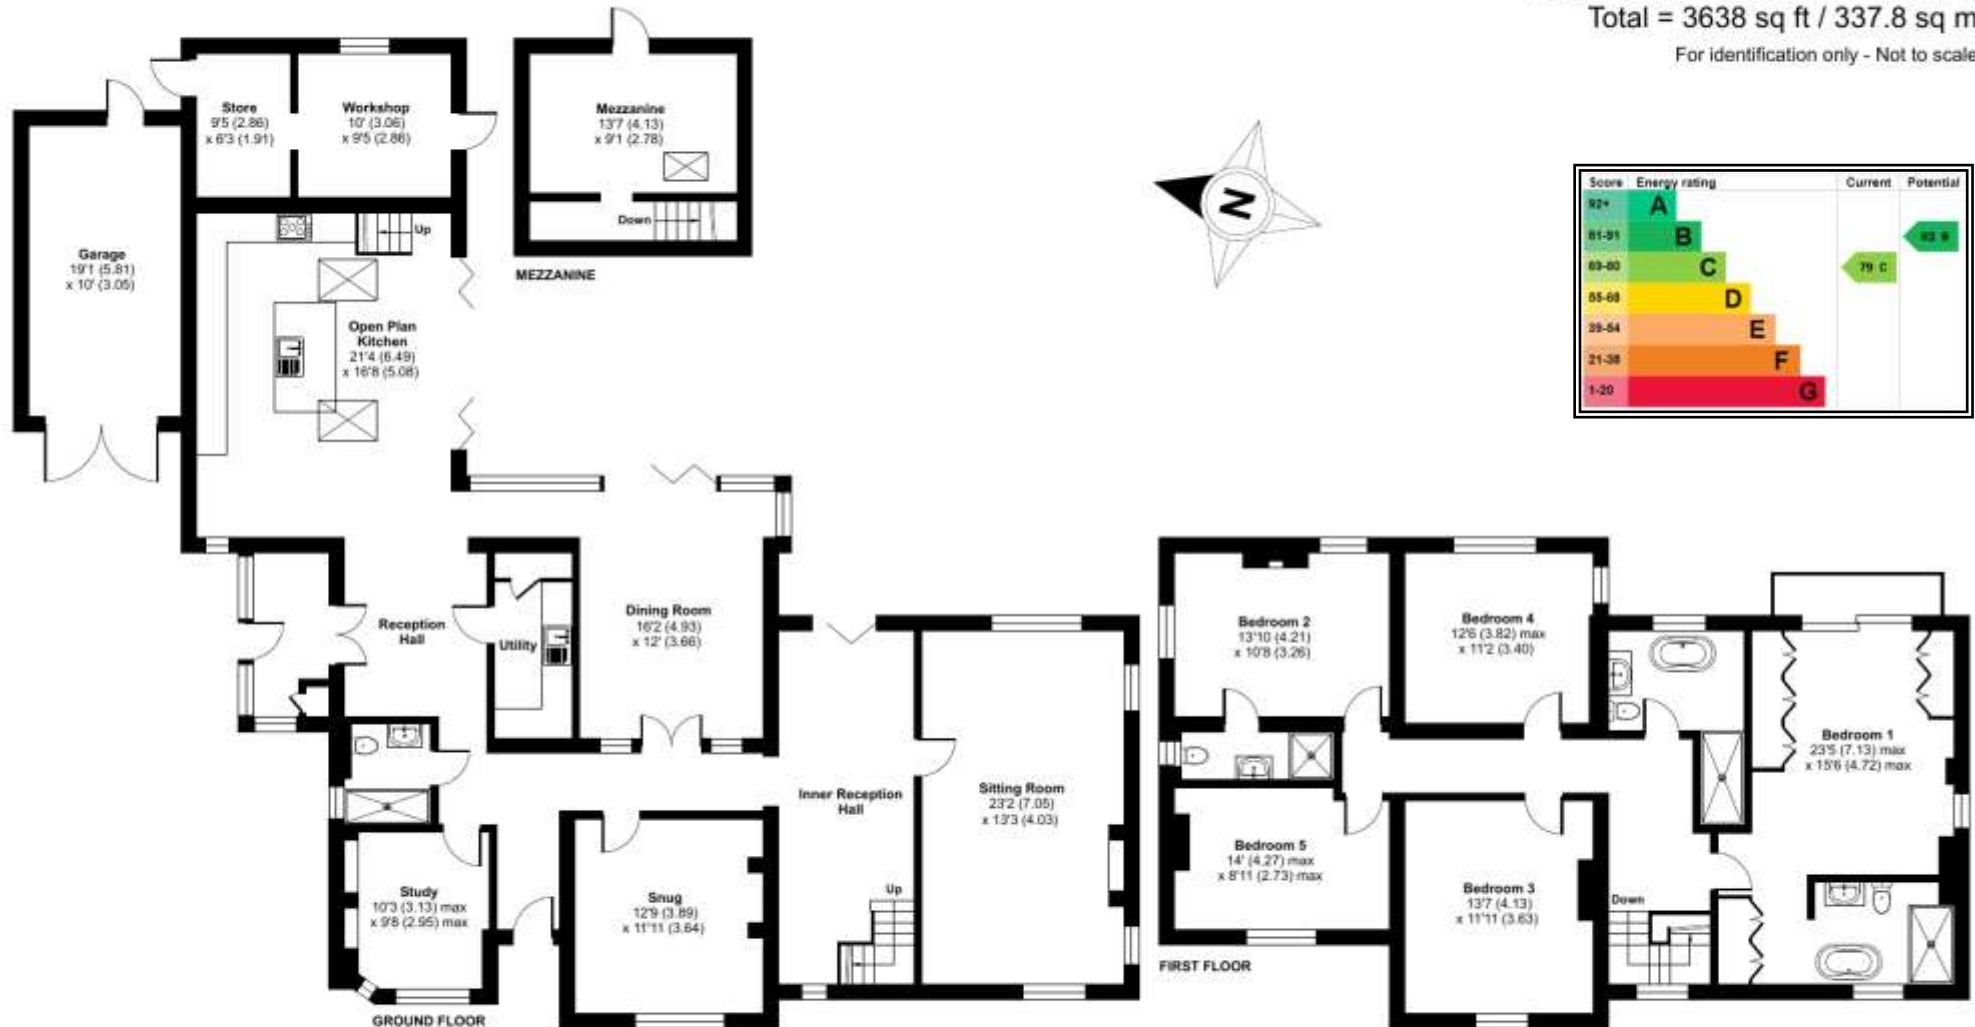 Total = 3638 sq ft / 337.8 sq m
For identification only - Not to scale
Store
9'5 (2.86)
x 6'3 (1.91)
Workshop
10' (3.06)
x 9'5 (2.86)
Mezzanine
13'7 (4.13)
x 9'1 (2.78)
Down
MEZZANINE
Up
Garage
19'1 (5.81)
x 10' (3.05)
Open Plan
Kitchen
21'4 (6.49)
x 16'8 (5.08)
N
Score Energy rating Current Potential
92+ A
81-91 B
69-80 C 79 C
55-68 D
39-54 E
21-38 F
1-20 G
Reception
Hall
Utility
Dining Room
16'2 (4.93)
x 12' (3.66)
Inner Reception
Hall
Up
Sitting Room
23'2 (7.05)
x 13'3 (4.03)
Study
10'3 (3.13) max
x 9'8 (2.95) max
Snug
12'9 (3.89)
x 11'11 (3.64)
GROUND FLOOR
Bedroom 2
13'10 (4.21)
x 10'8 (3.26)
Bedroom 4
12'6 (3.82) max
x 11'2 (3.40)
Bedroom 1
23'5 (7.13) max
x 15'6 (4.72) max
Bedroom 5
14' (4.27) max
x 8'11 (2.73) max
Bedroom 3
13'7 (4.13)
x 11'11 (3.63)
Down
FIRST FLOOR